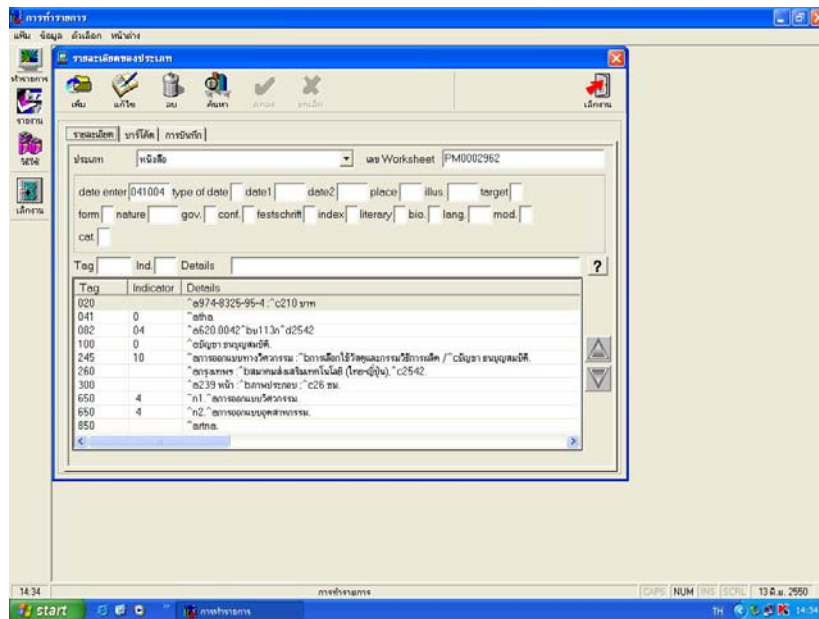 การทำรายการ
แฟ้ม ข้อมูล ตัวเลือก หน้าต่าง
รายละเอียดของประเภท
ทำรายการ
รายงาน
เลิกงาน
เพิ่ม แก้ไข ลบ ค้นหา ตกลง ยกเลิก เลิกงาน
รายละเอียด บาร์โค้ด การบันทึก
ประเภท หนังสือ เลข Worksheet PM0002962
date enter 041004 type of date date1 date2 place illus. target
form nature gov. conf. festschrift index literary bio. lang. mod.
cat.
Tag Ind. Details ?
Tag Indicator Details
020 ^a974-8325-95-4 :^c210 บาท
041 0 ^atha.
082 04 ^a620.0042^bบ113ก^d2542
100 0 ^aบัญชา ธนบุญสมบัติ.
245 10 ^aการออกแบบทางวิศวกรรม :^bการเลือกใช้วัสดุและกรรมวิธีการผลิต /^cบัญชา ธนบุญสมบัติ.
260 ^aกรุงเทพฯ :^bสมาคมส่งเสริมเทคโนโลยี (ไทย-ญี่ปุ่น),^c2542.
300 ^a239 หน้า :^bภาพประกอบ ;^c26 ซม.
650 4 ^n1.^aการออกแบบวิศวกรรม.
650 4 ^n2.^aการออกแบบอุตสาหกรรม.
850 ^artna.
14:34 การทำรายการ CAPS NUM INS SCRL 13 มิ.ย. 2550
start การทำรายการ TH 14:34